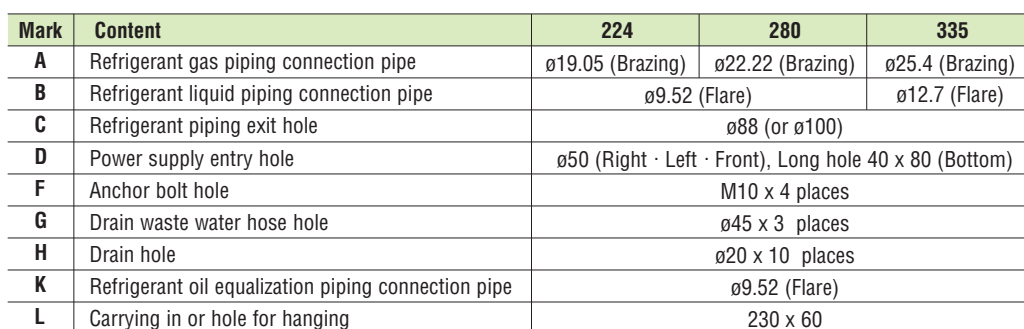 Mark Content 224 280 335
A Refrigerant gas piping connection pipe ø19.05 (Brazing) ø22.22 (Brazing) ø25.4 (Brazing)
B Refrigerant liquid piping connection pipe ø9.52 (Flare) ø12.7 (Flare)
C Refrigerant piping exit hole ø88 (or ø100)
D Power supply entry hole ø50 (Right · Left · Front), Long hole 40 x 80 (Bottom)
F Anchor bolt hole M10 x 4 places
G Drain waste water hose hole ø45 x 3 places
H Drain hole ø20 x 10 places
K Refrigerant oil equalization piping connection pipe ø9.52 (Flare)
L Carrying in or hole for hanging 230 x 60